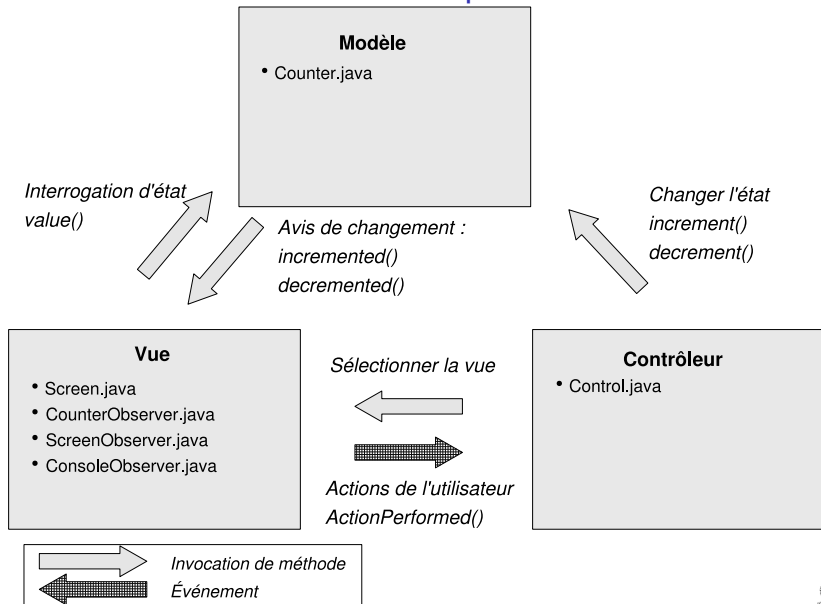 Modèle
• Counter.java
Interrogation d'état
value()
Avis de changement :
incremented()
decremented()
Changer l'état
increment()
decrement()
Vue
• Screen.java
• CounterObserver.java
• ScreenObserver.java
• ConsoleObserver.java
Sélectionner la vue
Actions de l'utilisateur
ActionPerformed()
Contrôleur
• Control.java
Invocation de méthode
Événement